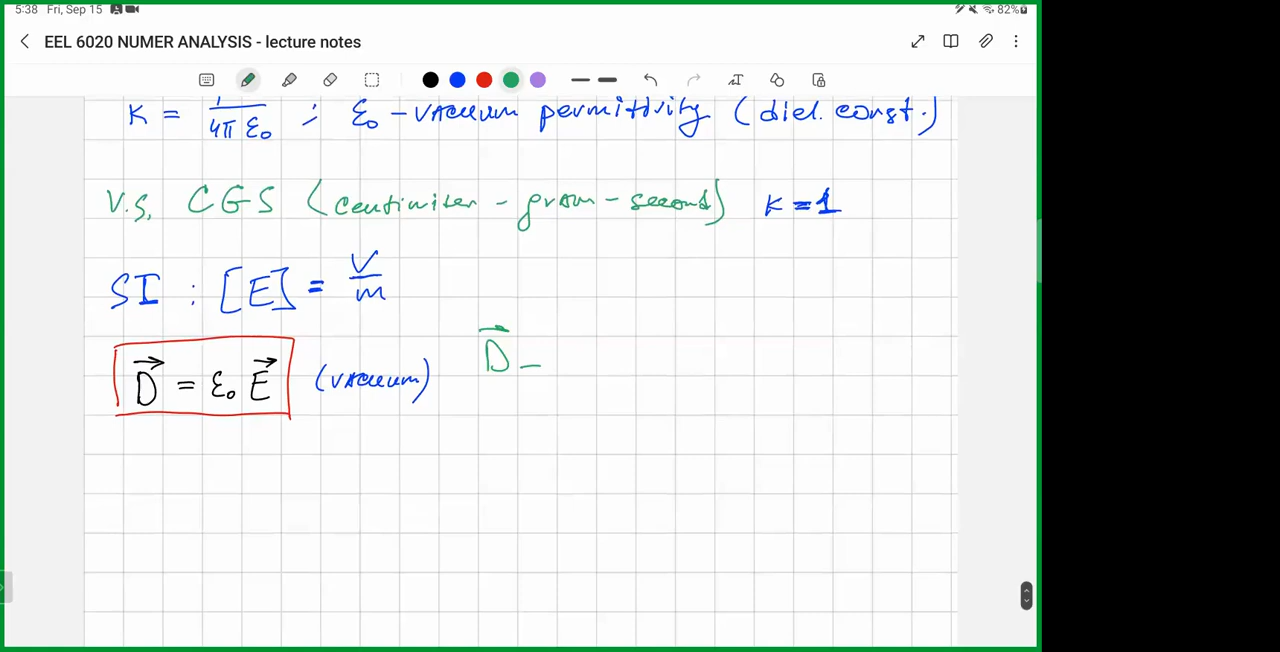 5:38 Fri, Sep 15 82%
EEL 6020 NUMER ANALYSIS - lecture notes
K = 1/4π ε₀ ; ε₀ - vacuum permittivity (diel. const.)
V.S. CGS (centimiter - gram - second) K = 1
SI : [E] = V/m
D⃗ = ε₀ E⃗ (vacuum) D⃗ –